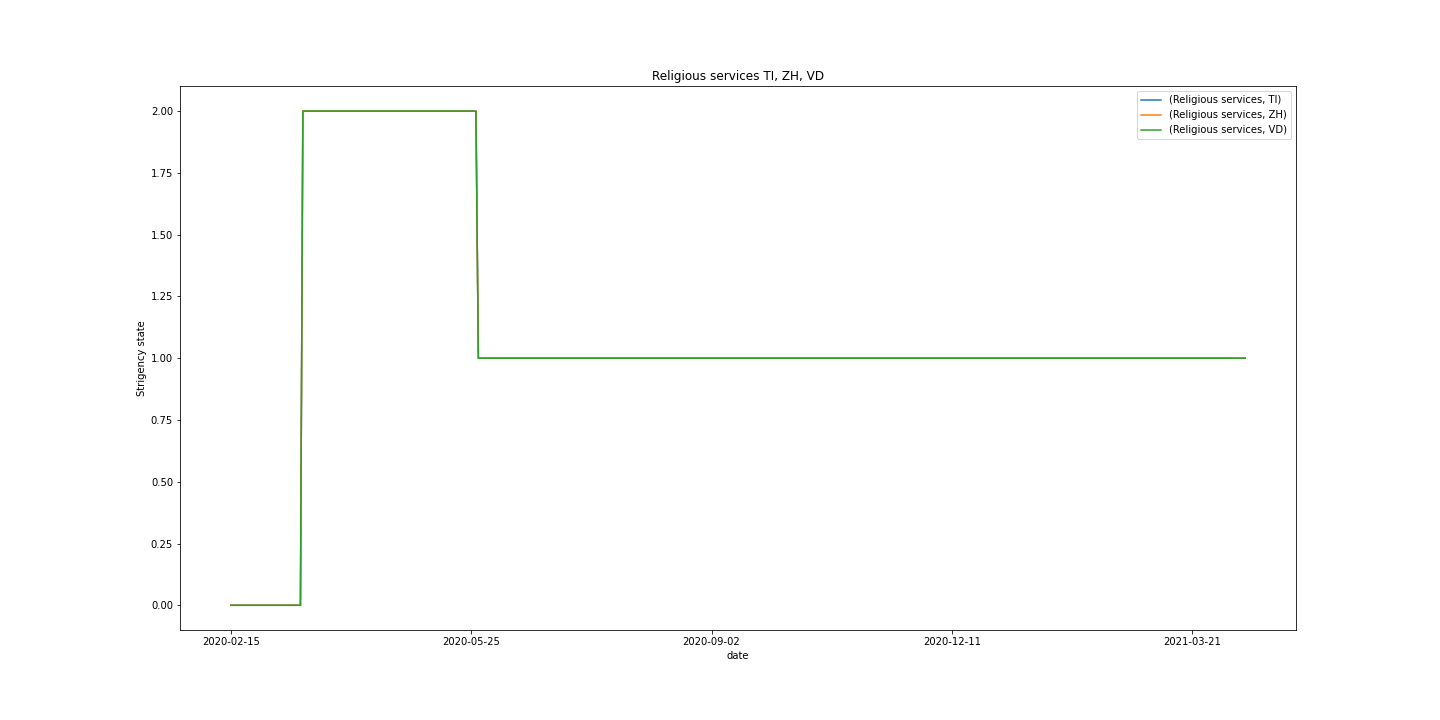 Religious services TI, ZH, VD
(Religious services, TI)
(Religious services, ZH)
(Religious services, VD)
2.00
1.75
1.50
1.25
1.00
0.75
0.50
0.25
0.00
Strigency state
2020-02-15
2020-05-25
2020-09-02
2020-12-11
2021-03-21
date